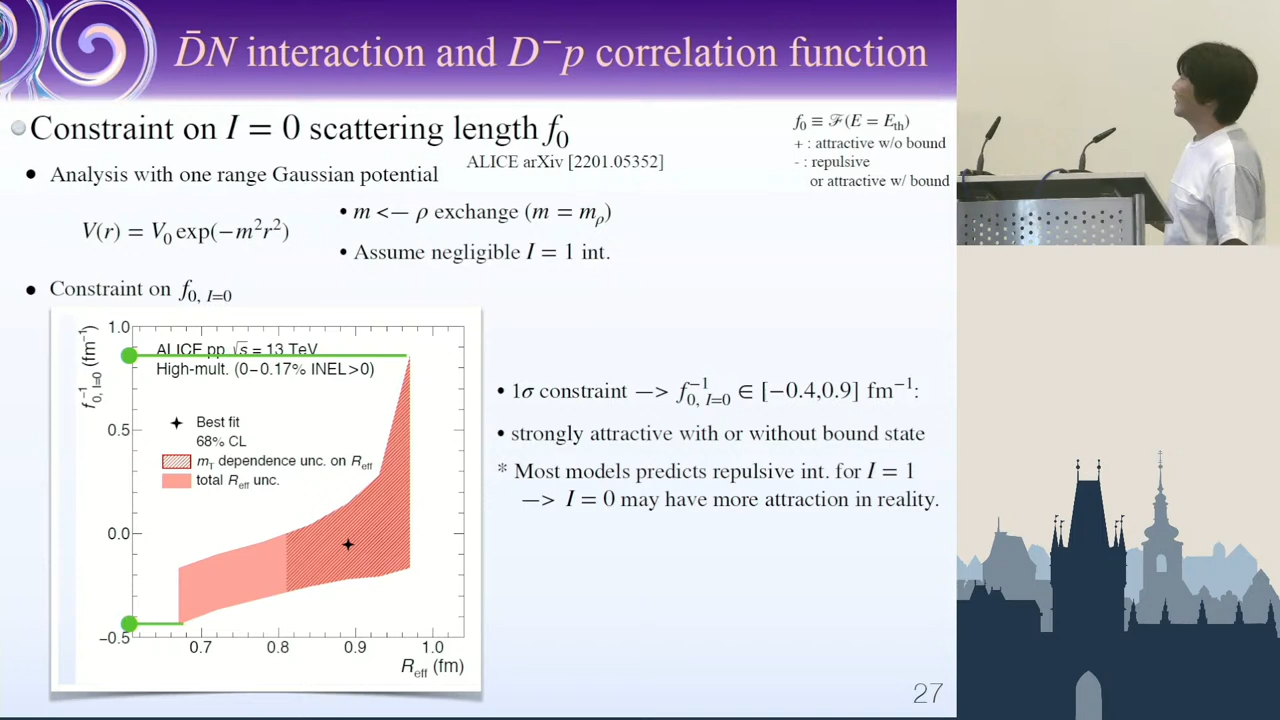 D̄N interaction and D⁻p correlation function
Constraint on I = 0 scattering length f₀
f₀ ≡ ℱ(E = E_th)
+ : attractive w/o bound
- : repulsive
or attractive w/ bound
ALICE arXiv [2201.05352]
• Analysis with one range Gaussian potential
V(r) = V₀ exp(−m²r²)
• m <— ρ exchange (m = m_ρ)
• Assume negligible I = 1 int.
• Constraint on f₀, I=0
f⁻¹₀, I=0 (fm⁻¹)
1.0
0.5
0.0
−0.5
ALICE pp √s = 13 TeV
High-mult. (0−0.17% INEL>0)
Best fit
68% CL
m_T dependence unc. on R_eff
total R_eff unc.
0.7 0.8 0.9 1.0
R_eff (fm)
• 1σ constraint —> f⁻¹₀, I=0 ∈ [−0.4,0.9] fm⁻¹:
• strongly attractive with or without bound state
* Most models predicts repulsive int. for I = 1
—> I = 0 may have more attraction in reality.
27